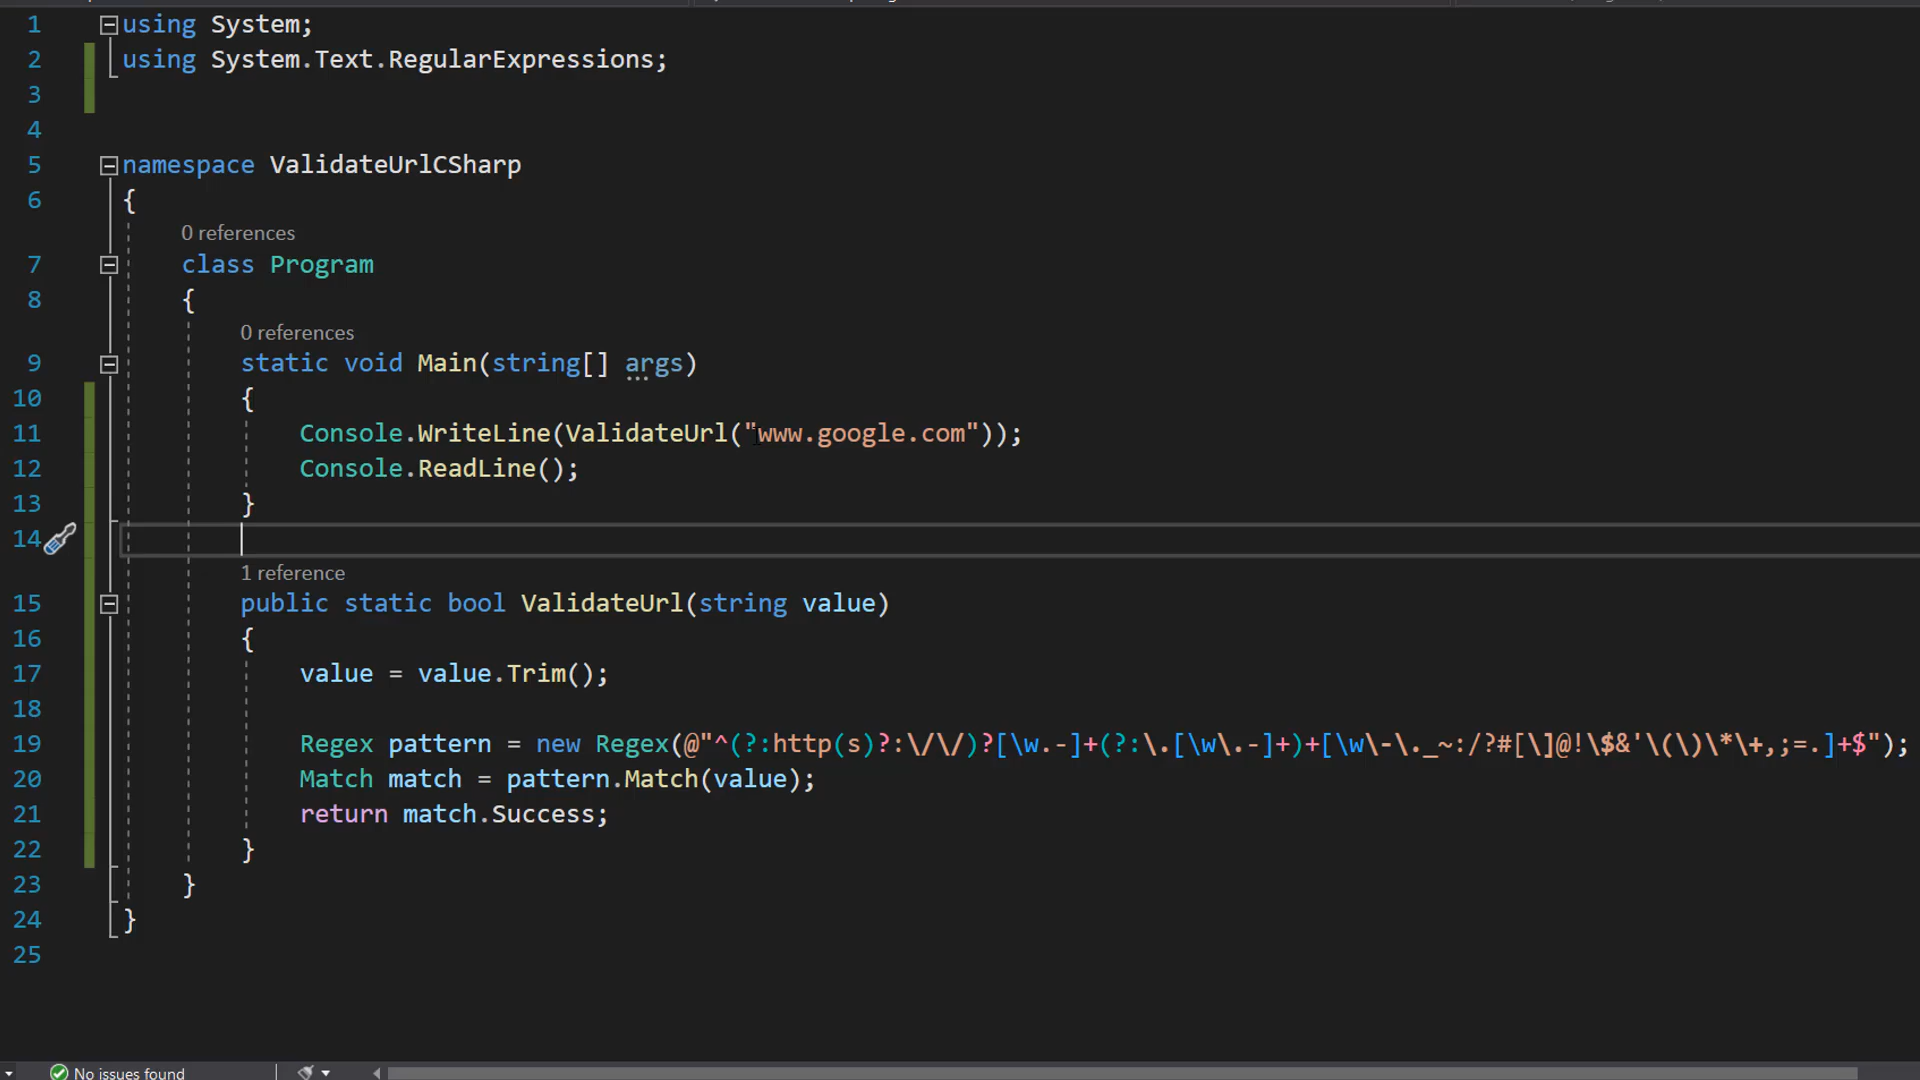 1 using System;
2 using System.Text.RegularExpressions;
3
4
5 namespace ValidateUrlCSharp
6 {
0 references
7 class Program
8 {
0 references
9 static void Main(string[] args)
10 {
11 Console.WriteLine(ValidateUrl("www.google.com"));
12 Console.ReadLine();
13 }
14
1 reference
15 public static bool ValidateUrl(string value)
16 {
17 value = value.Trim();
18
19 Regex pattern = new Regex(@"^(?:http(s)?:\/\/)?[\w.-]+(?:\.[\w\.-]+)+[\w\-\._~:/?#[\]@!\$&'\(\)\*\+,;=.]+$");
20 Match match = pattern.Match(value);
21 return match.Success;
22 }
23 }
24 }
25
No issues found